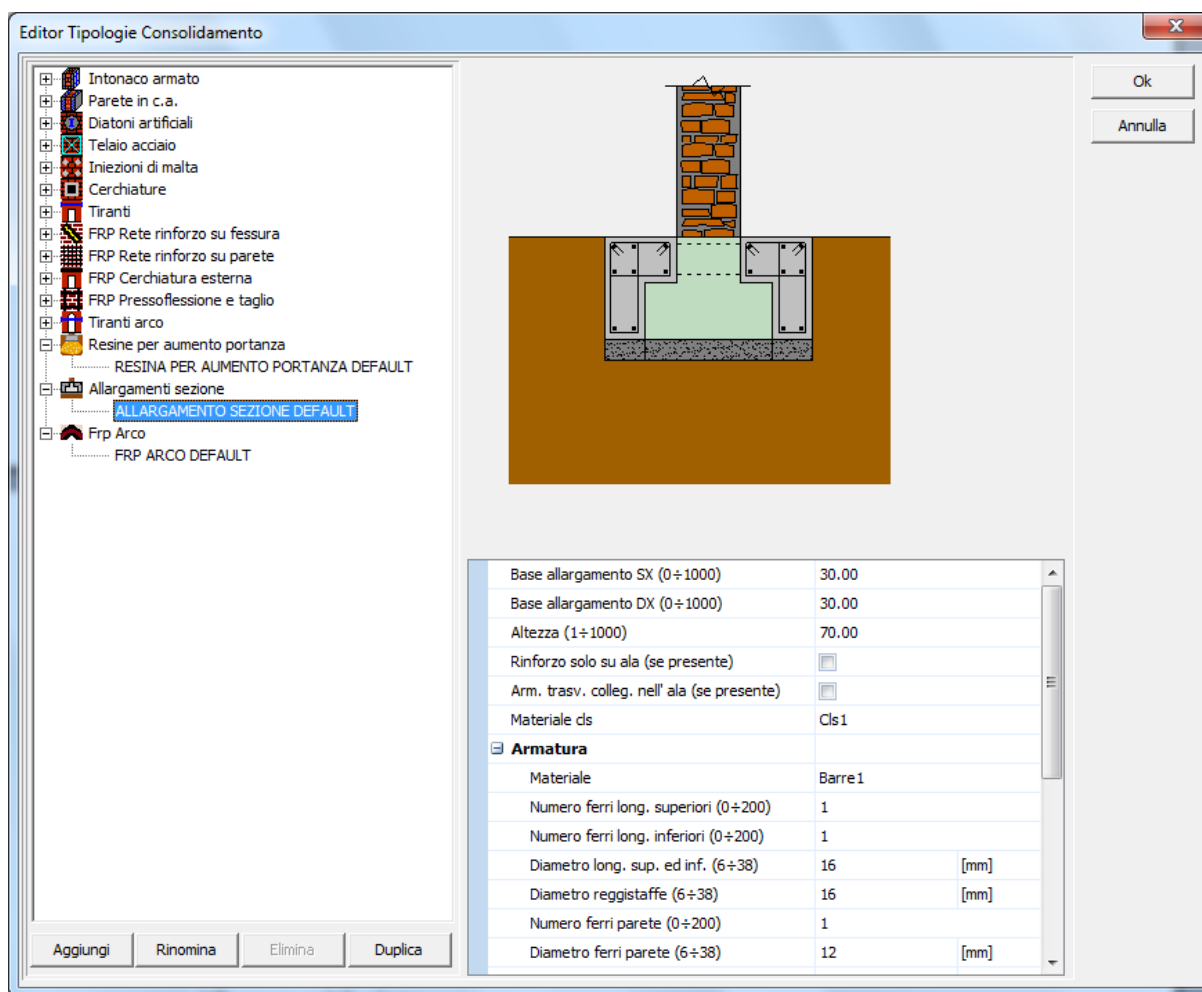 Editor Tipologie Consolidamento
Intonaco armato
Parete in c.a.
Diatoni artificiali
Telaio acciaio
Iniezioni di malta
Cerchiature
Tiranti
FRP Rete rinforzo su fessura
FRP Rete rinforzo su parete
FRP Cerchiatura esterna
FRP Pressoflessione e taglio
Tiranti arco
Resine per aumento portanza
RESINA PER AUMENTO PORTANZA DEFAULT
Allargamenti sezione
ALLARGAMENTO SEZIONE DEFAULT
Frp Arco
FRP ARCO DEFAULT
Aggiungi Rinomina Elimina Duplica
Ok
Annulla
Base allargamento SX (0÷1000) 30.00
Base allargamento DX (0÷1000) 30.00
Altezza (1÷1000) 70.00
Rinforzo solo su ala (se presente)
Arm. trasv. colleg. nell' ala (se presente)
Materiale cls Cls1
Armatura
Materiale Barre1
Numero ferri long. superiori (0÷200) 1
Numero ferri long. inferiori (0÷200) 1
Diametro long. sup. ed inf. (6÷38) 16 [mm]
Diametro reggistaffe (6÷38) 16 [mm]
Numero ferri parete (0÷200) 1
Diametro ferri parete (6÷38) 12 [mm]